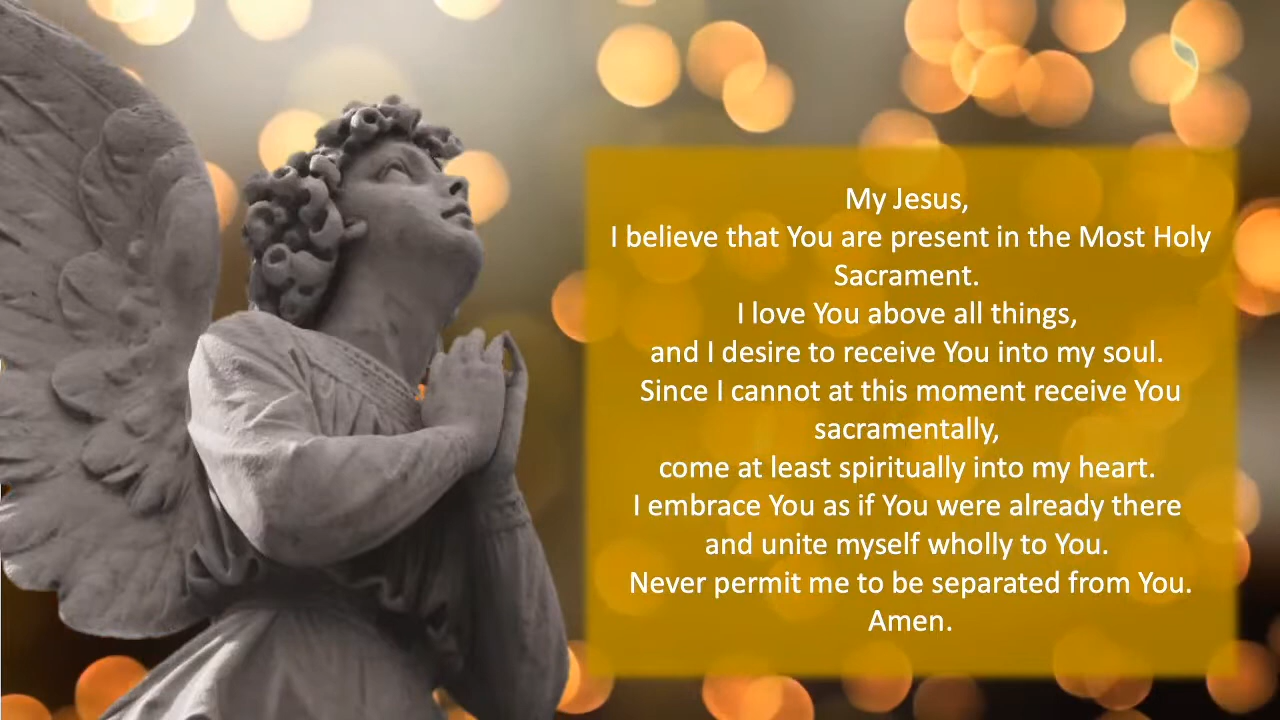 My Jesus,
I believe that You are present in the Most Holy
Sacrament.
I love You above all things,
and I desire to receive You into my soul.
Since I cannot at this moment receive You
sacramentally,
come at least spiritually into my heart.
I embrace You as if You were already there
and unite myself wholly to You.
Never permit me to be separated from You.
Amen.